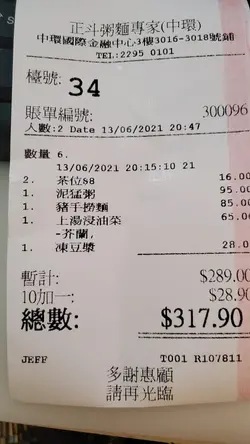 正斗粥麵專家(中環)
中環國際金融中心3樓3016-3018號鋪
TEL:2295 0101
檯號: 34
賬單編號: 300096
人數:2 Date 13/06/2021 20:47
數量 6.
13/06/2021 20:15:10 21
2. 茶位88 16.00
1. 泥猛粥 95.00
1. 豬手撈麵 85.00
1. 上湯浸油菜 65.00
-芥蘭,
1. 凍豆漿 28.0
暫計: $289.00
10加一: $28.90
總數: $317.90
JEFF T001 R107811
多謝惠顧
請再光臨